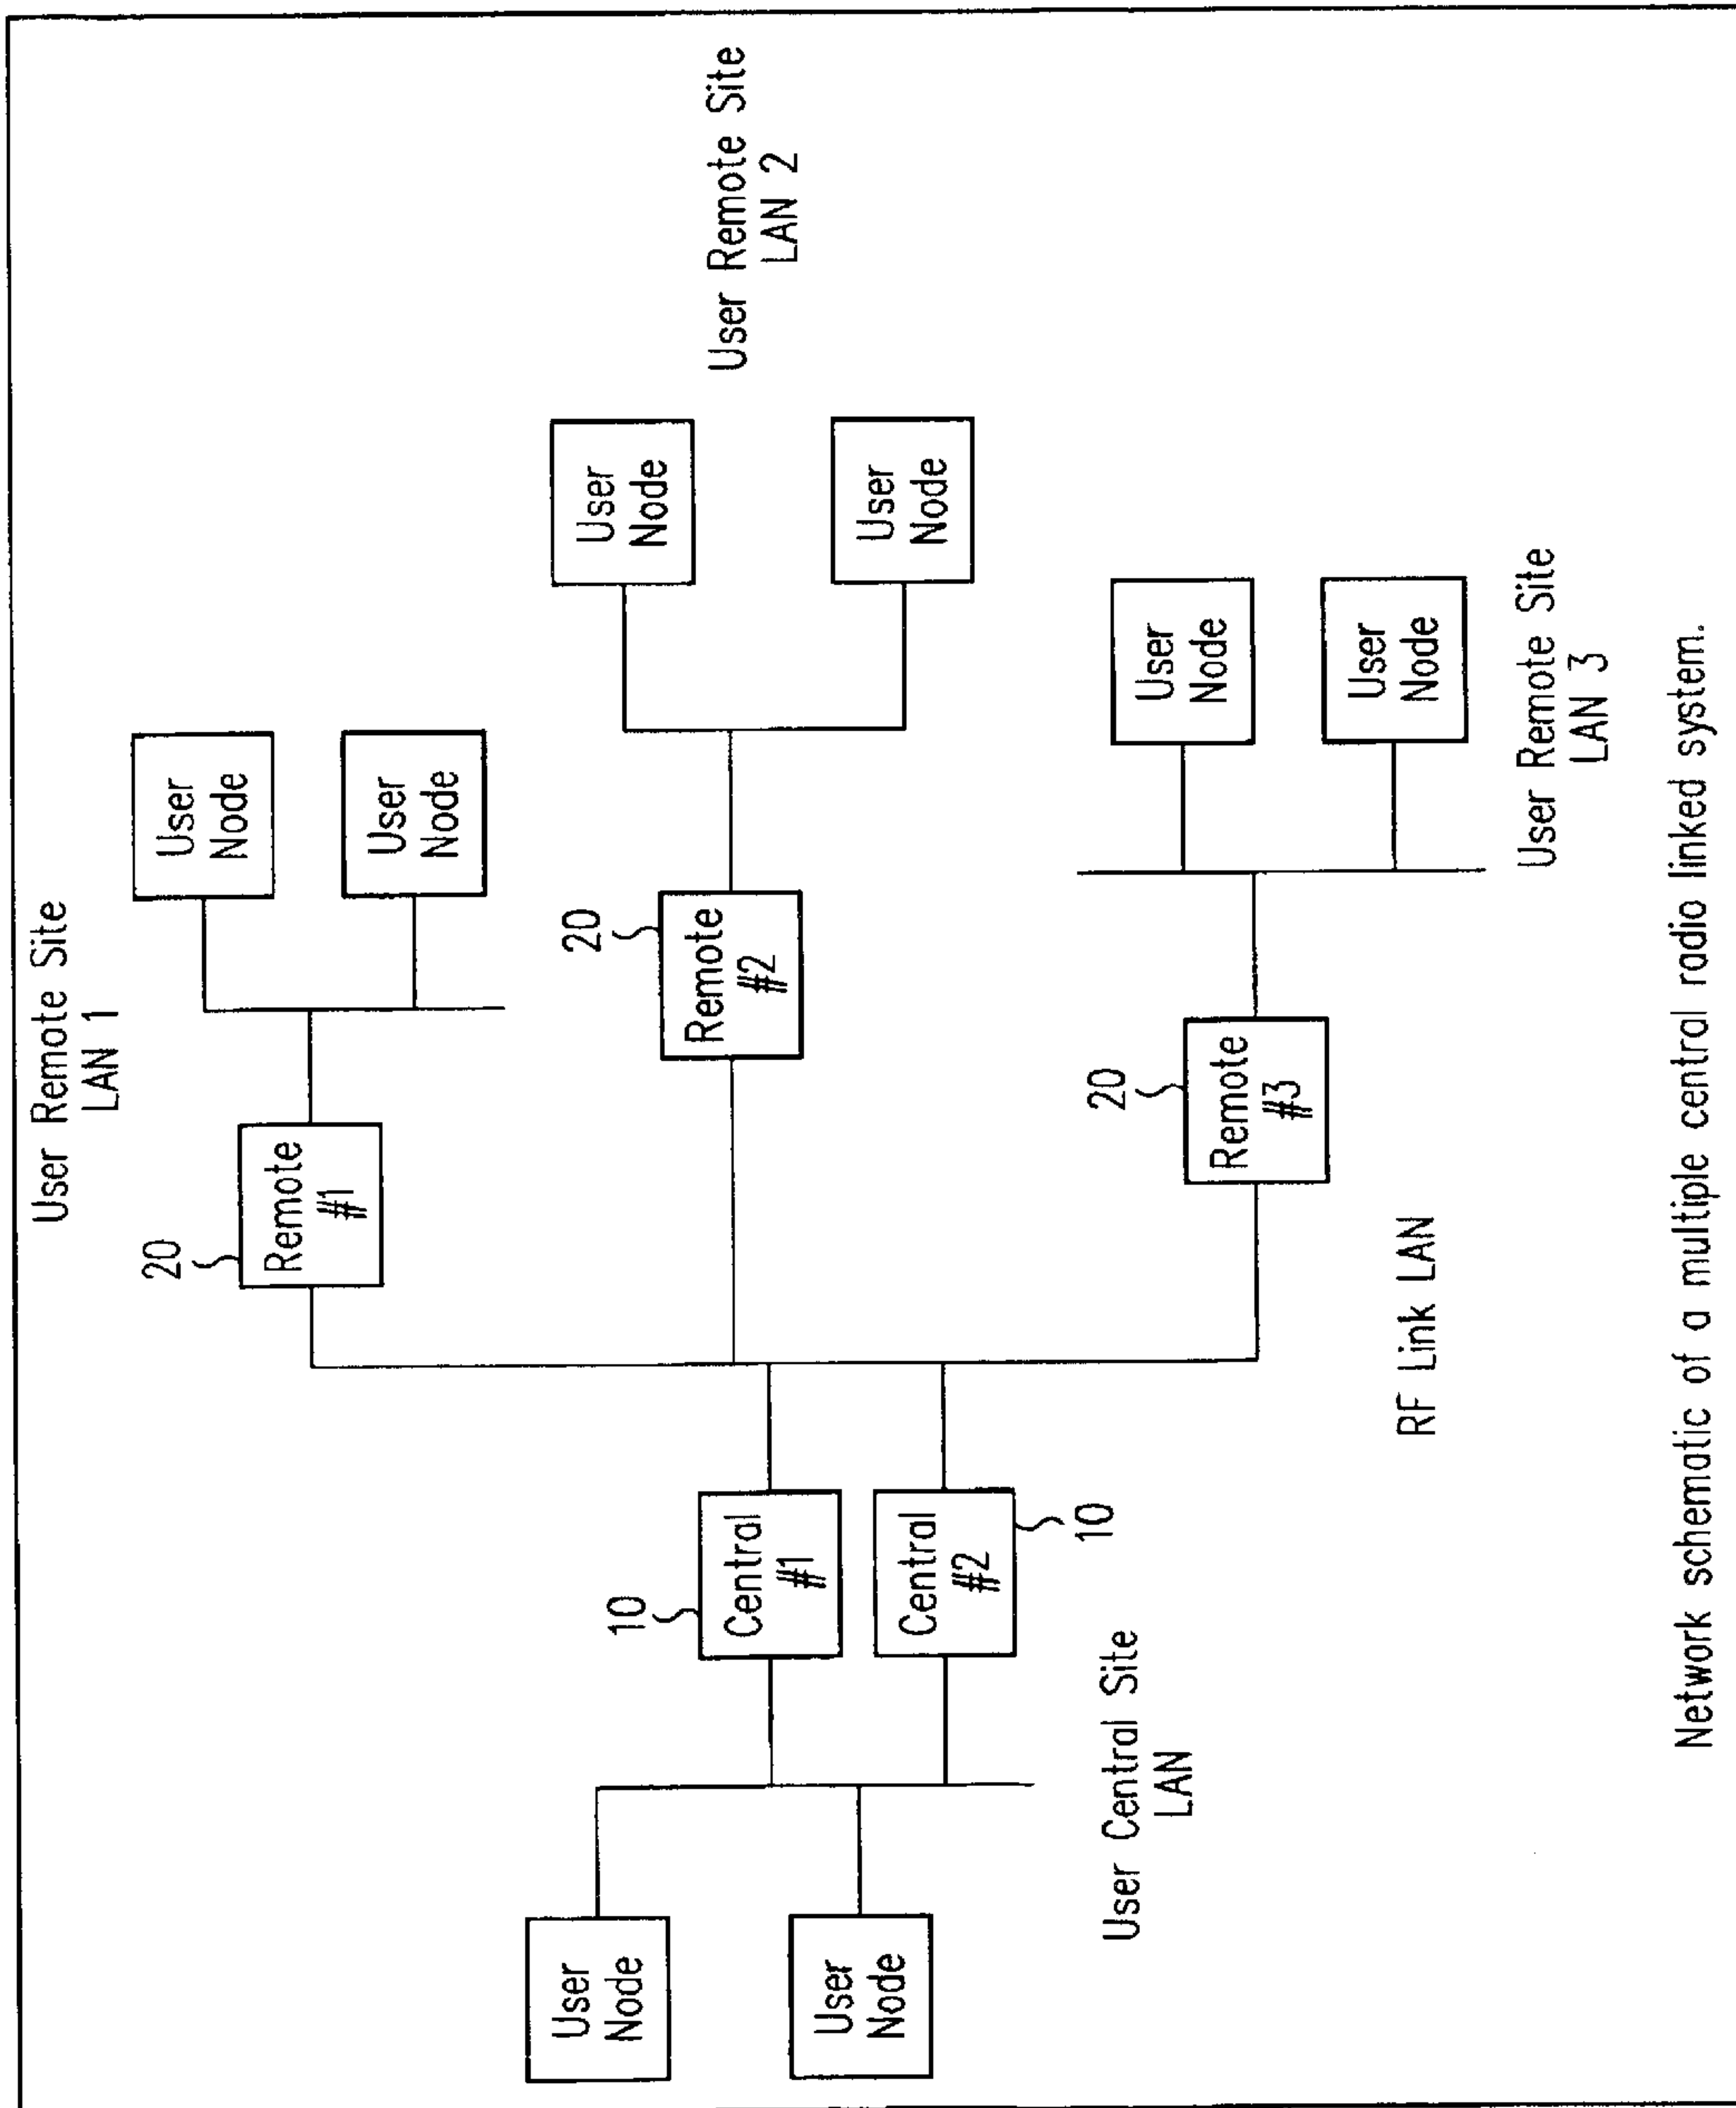 User Remote Site
LAN 1
User
Node
User
Node
20
Remote
#1
User Remote Site
LAN 2
User
Node
User
Node
20
Remote
#2
10
Central
#1
Central
#2
10
User
Node
User
Node
User Central Site
LAN
20
Remote
#3
User
Node
User
Node
User Remote Site
LAN 3
RF Link LAN
Network schematic of a multiple central radio linked system.